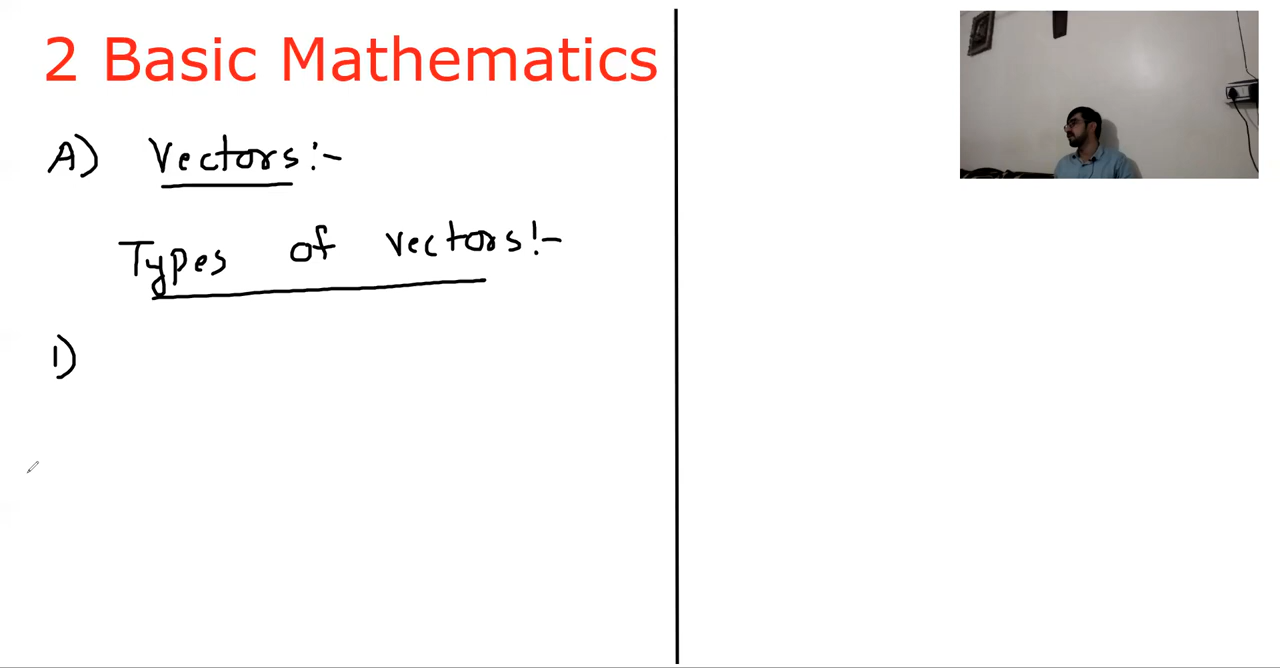 2 Basic Mathematics
A) Vectors:-
Types of vectors:-
1)